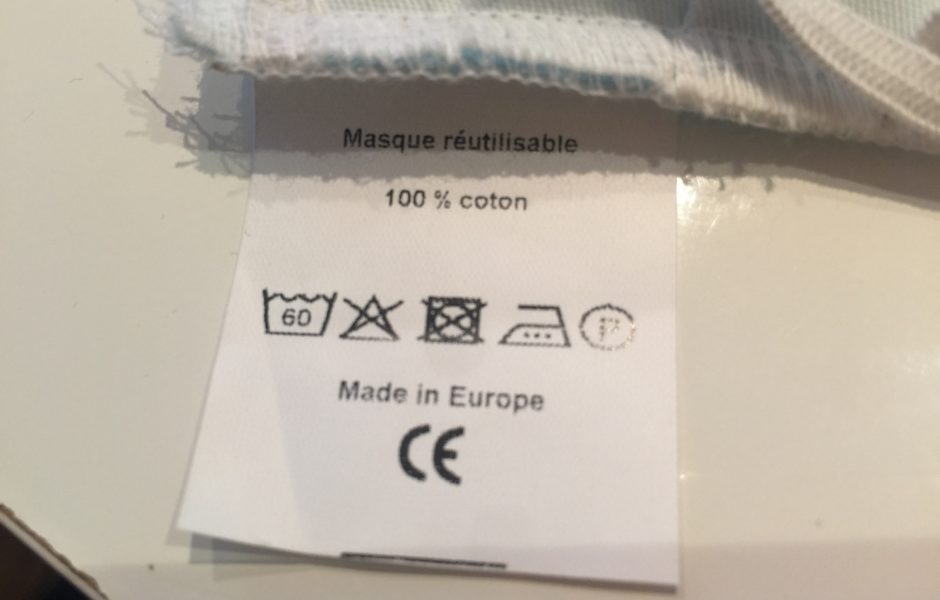 Masque réutilisable
100 % coton
60 P
Made in Europe
CE